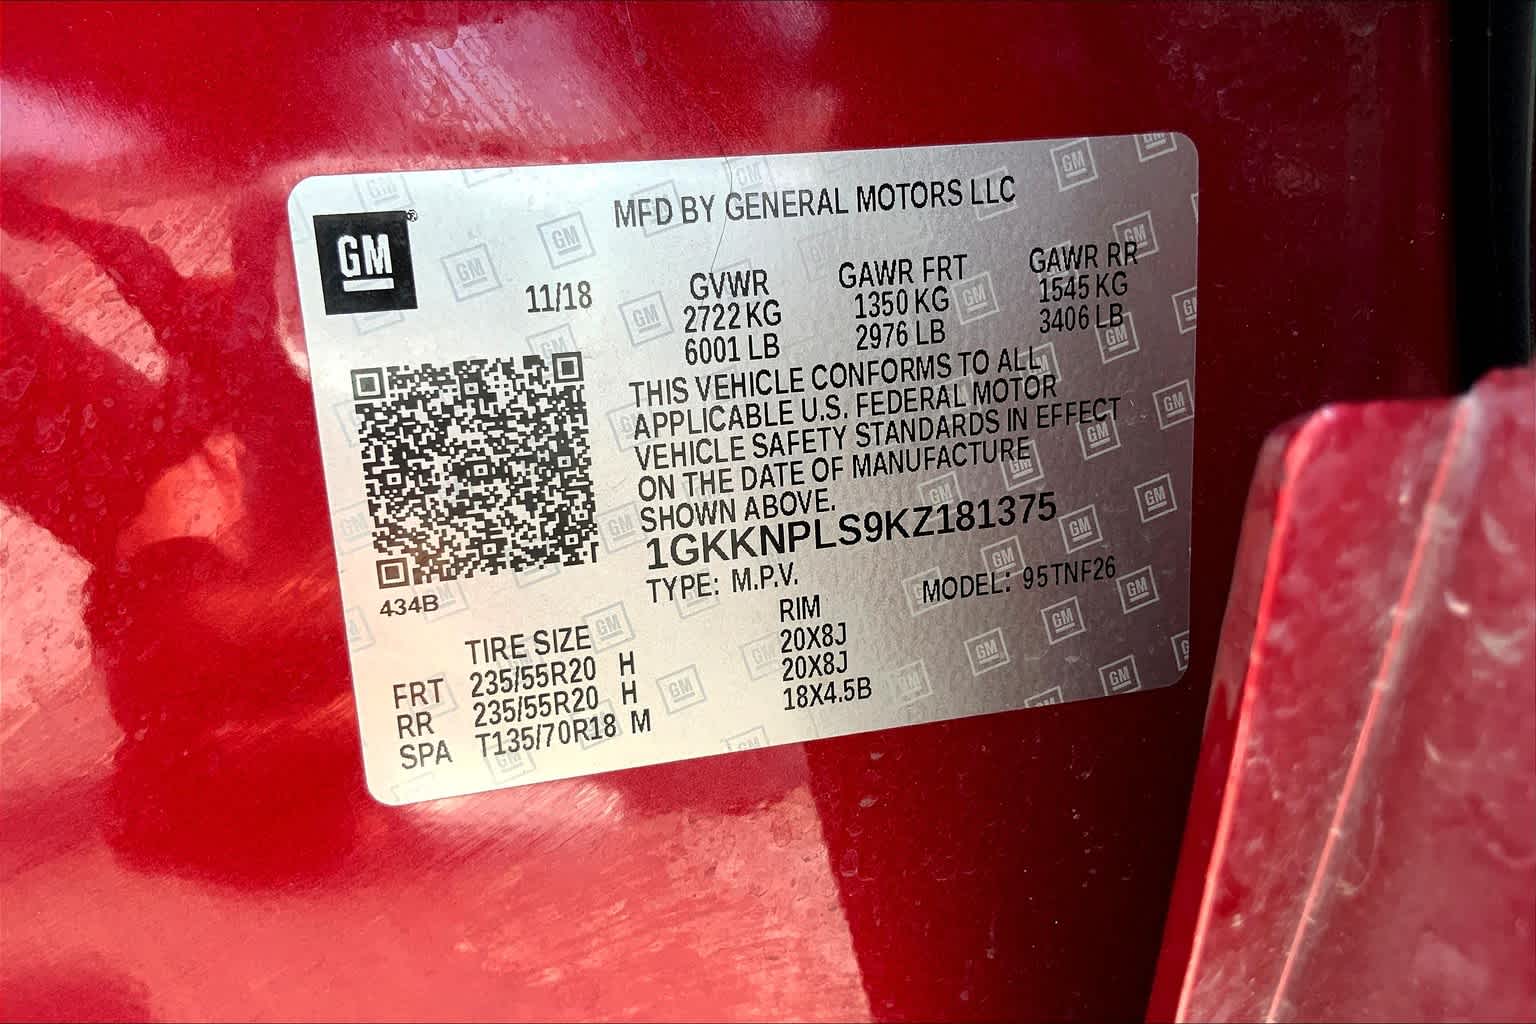 MFD BY GENERAL MOTORS LLC
GM®
11/18
GVWR GAWR FRT GAWR RR
2722 KG 1350 KG 1545 KG
6001 LB 2976 LB 3406 LB
THIS VEHICLE CONFORMS TO ALL
APPLICABLE U.S. FEDERAL MOTOR
VEHICLE SAFETY STANDARDS IN EFFECT
ON THE DATE OF MANUFACTURE
SHOWN ABOVE.
1GKKNPLS9KZ181375
TYPE: M.P.V. MODEL: 95TNF26
434B
TIRE SIZE RIM
FRT 235/55R20 H 20X8J
RR 235/55R20 H 20X8J
SPA T135/70R18 M 18X4.5B